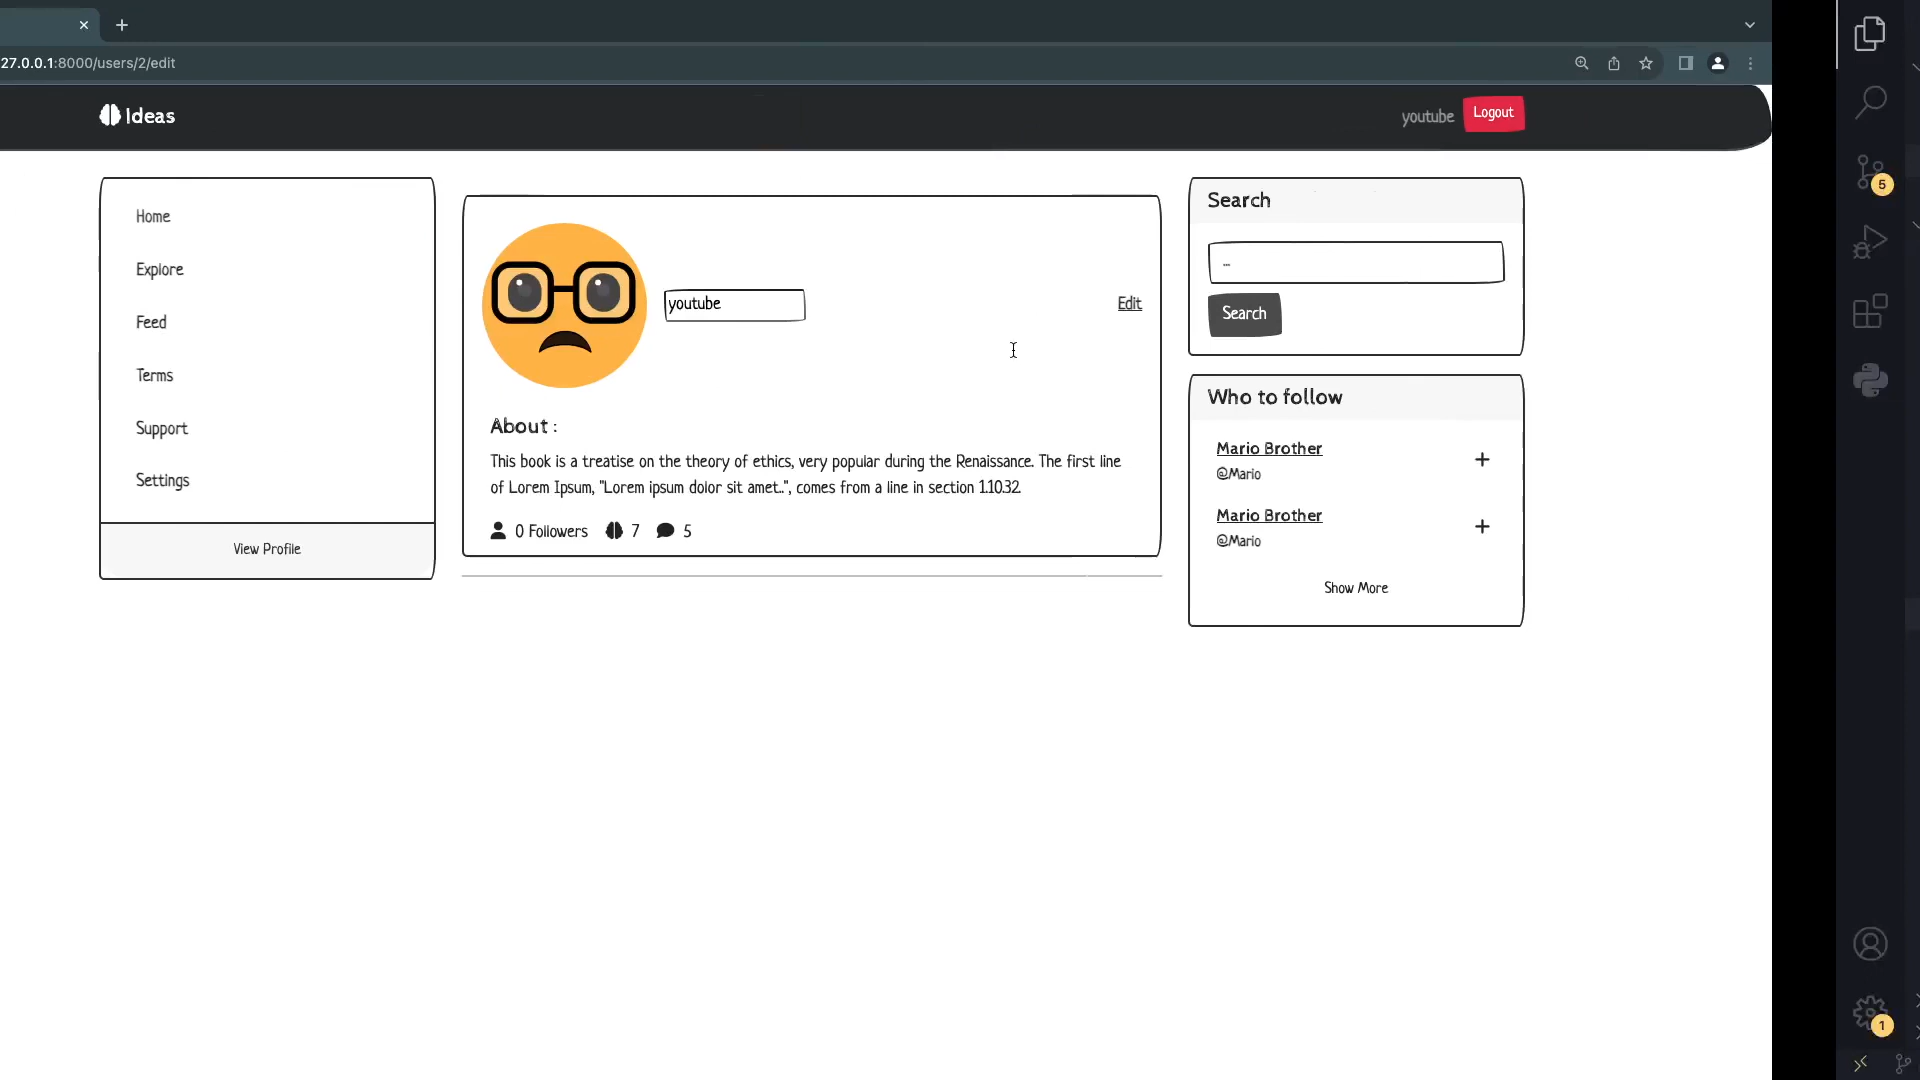 27.0.0.1:8000/users/2/edit
Ideas
youtube
Logout
Home
Explore
Feed
Terms
Support
Settings
View Profile
youtube
Edit
About :
This book is a treatise on the theory of ethics, very popular during the Renaissance. The first line
of Lorem Ipsum, "Lorem ipsum dolor sit amet..", comes from a line in section 1.10.32.
0 Followers 7 5
Search
...
Search
Who to follow
Mario Brother
@Mario
Mario Brother
@Mario
Show More
5
1